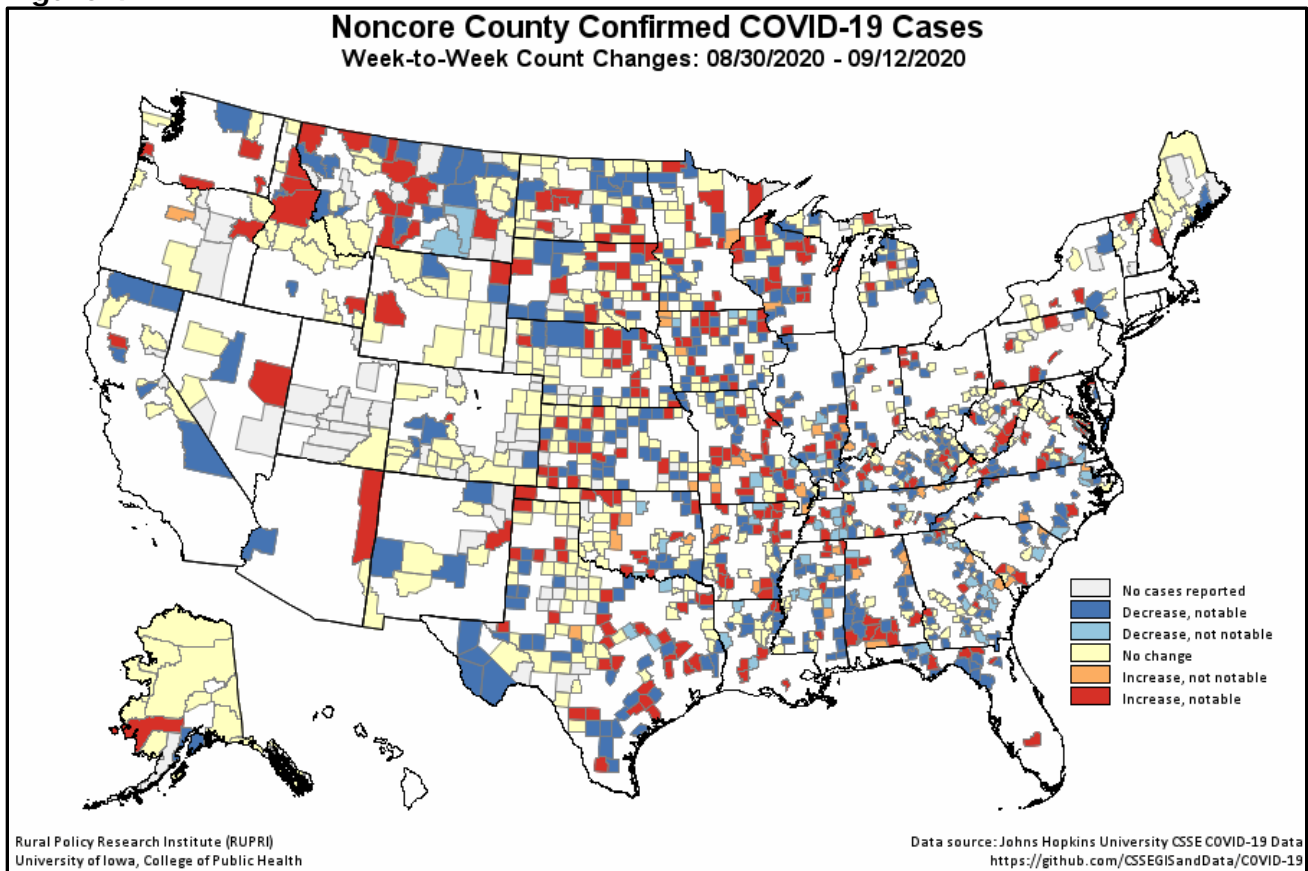 Noncore County Confirmed COVID-19 Cases
Week-to-Week Count Changes: 08/30/2020 - 09/12/2020
No cases reported
Decrease, notable
Decrease, not notable
No change
Increase, not notable
Increase, notable
Rural Policy Research Institute (RUPRI)
University of Iowa, College of Public Health
Data source: Johns Hopkins University CSSE COVID-19 Data
https://github.com/CSSEGISandData/COVID-19